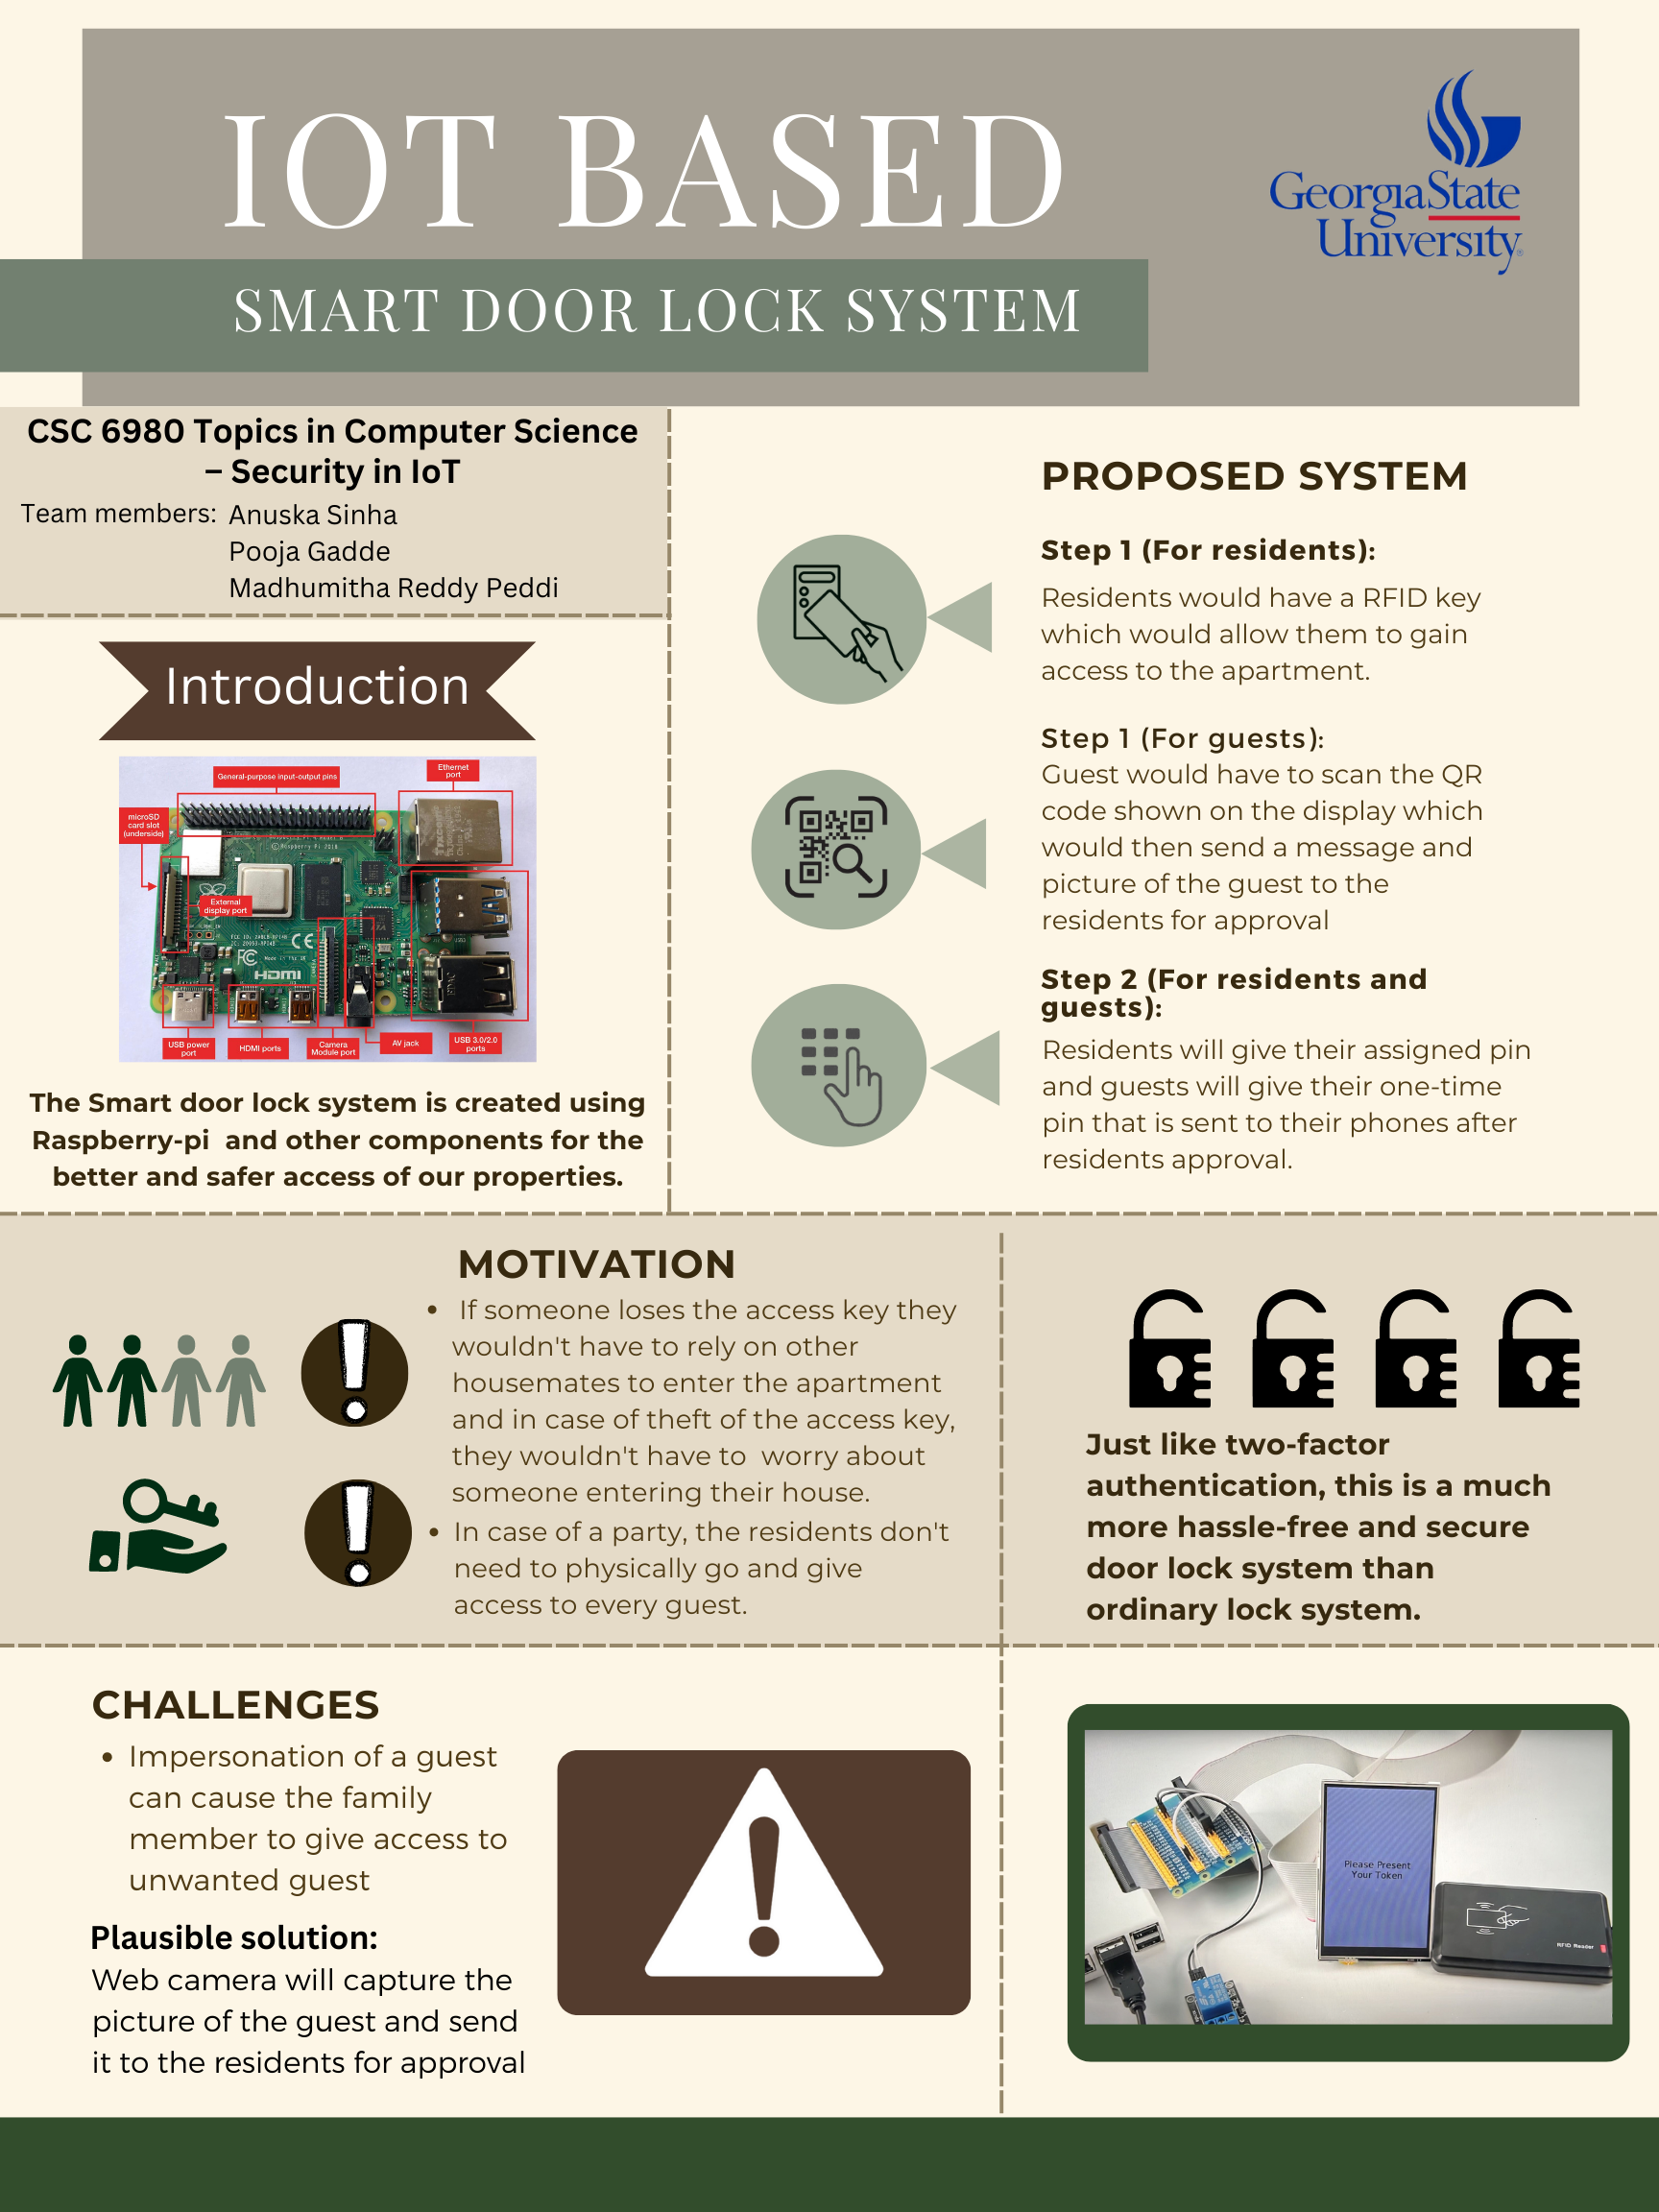 IOT BASED
SMART DOOR LOCK SYSTEM
GeorgiaState
University
CSC 6980 Topics in Computer Science
– Security in IoT
Team members: Anuska Sinha
Pooja Gadde
Madhumitha Reddy Peddi
Introduction
General-purpose input-output pins
Ethernet
port
microSD
card slot
(underside)
External
display port
HDMI
USB power
port
HDMI ports
Camera
Module port
AV jack
USB 3.0/2.0
ports
The Smart door lock system is created using
Raspberry-pi and other components for the
better and safer access of our properties.
PROPOSED SYSTEM
Step 1 (For residents):
Residents would have a RFID key
which would allow them to gain
access to the apartment.
Step 1 (For guests):
Guest would have to scan the QR
code shown on the display which
would then send a message and
picture of the guest to the
residents for approval
Step 2 (For residents and
guests):
Residents will give their assigned pin
and guests will give their one-time
pin that is sent to their phones after
residents approval.
MOTIVATION
• If someone loses the access key they
wouldn't have to rely on other
housemates to enter the apartment
and in case of theft of the access key,
they wouldn't have to worry about
someone entering their house.
• In case of a party, the residents don't
need to physically go and give
access to every guest.
Just like two-factor
authentication, this is a much
more hassle-free and secure
door lock system than
ordinary lock system.
CHALLENGES
• Impersonation of a guest
can cause the family
member to give access to
unwanted guest
Plausible solution:
Web camera will capture the
picture of the guest and send
it to the residents for approval
Please Present
Your Token
RFID Reader